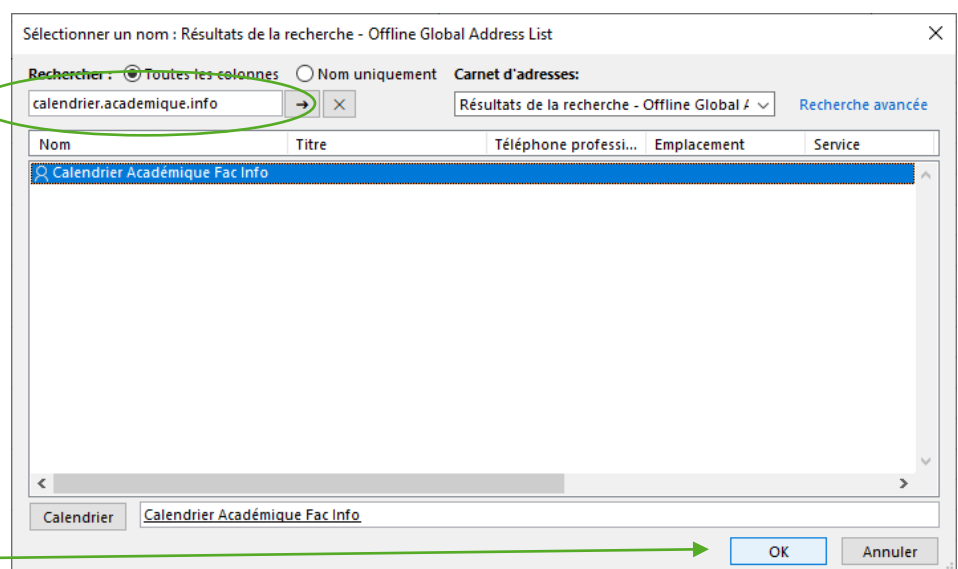 Sélectionner un nom : Résultats de la recherche - Offline Global Address List
Rechercher : Toutes les colonnes Nom uniquement Carnet d'adresses:
calendrier.academique.info Résultats de la recherche - Offline Global A Recherche avancée
Nom Titre Téléphone professi... Emplacement Service
Calendrier Académique Fac Info
Calendrier Calendrier Académique Fac Info
OK Annuler